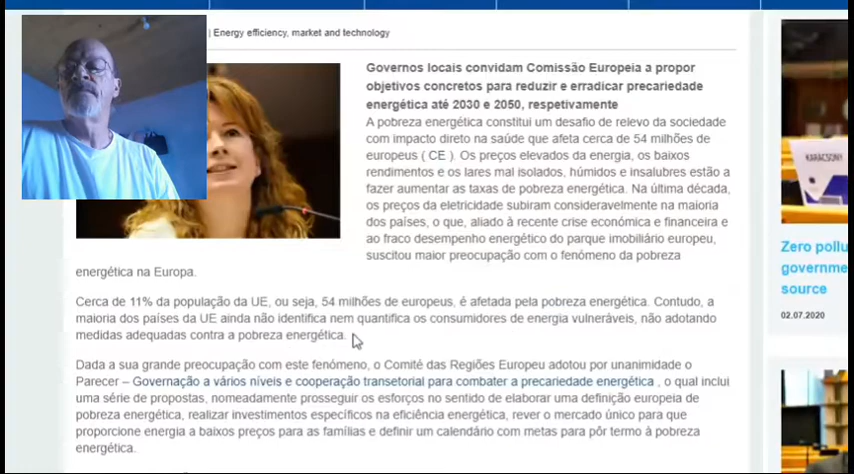 | Energy efficiency, market and technology
Governos locais convidam Comissão Europeia a propor
objetivos concretos para reduzir e erradicar precariedade
energética até 2030 e 2050, respetivamente
A pobreza energética constitui um desafio de relevo da sociedade
com impacto direto na saúde que afeta cerca de 54 milhões de
europeus ( CE ). Os preços elevados da energia, os baixos
rendimentos e os lares mal isolados, húmidos e insalubres estão a
fazer aumentar as taxas de pobreza energética. Na última década,
os preços da eletricidade subiram consideravelmente na maioria
dos países, o que, aliado à recente crise económica e financeira e
ao fraco desempenho energético do parque imobiliário europeu,
suscitou maior preocupação com o fenómeno da pobreza
energética na Europa.
Cerca de 11% da população da UE, ou seja, 54 milhões de europeus, é afetada pela pobreza energética. Contudo, a
maioria dos países da UE ainda não identifica nem quantifica os consumidores de energia vulneráveis, não adotando
medidas adequadas contra a pobreza energética.
Dada a sua grande preocupação com este fenómeno, o Comité das Regiões Europeu adotou por unanimidade o
Parecer – Governação a vários níveis e cooperação transetorial para combater a precariedade energética , o qual inclui
uma série de propostas, nomeadamente prosseguir os esforços no sentido de elaborar uma definição europeia de
pobreza energética, realizar investimentos específicos na eficiência energética, rever o mercado único para que
proporcione energia a baixos preços para as famílias e definir um calendário com metas para pôr termo à pobreza
energética.
KARACSONY
Zero pollu
governme
source
02.07.2020